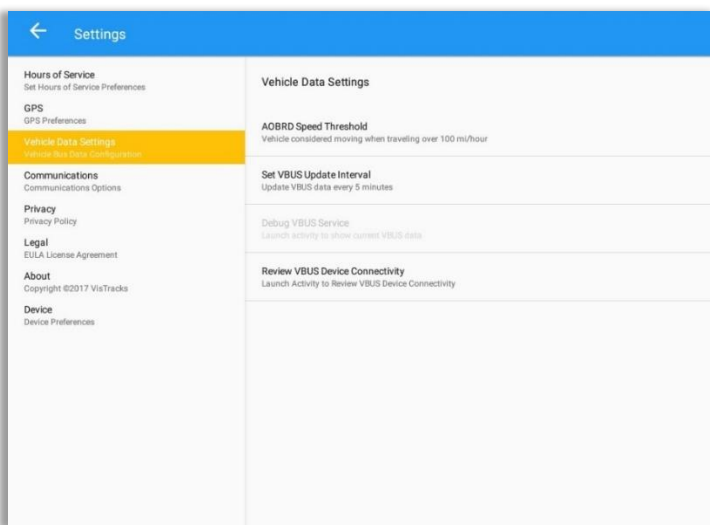 Settings
Hours of Service
Set Hours of Service Preferences
GPS
GPS Preferences
Vehicle Data Settings
Vehicle Bus Data Configuration
Communications
Communications Options
Privacy
Privacy Policy
Legal
EULA License Agreement
About
Copyright ©2017 VisTracks
Device
Device Preferences
Vehicle Data Settings
AOBRD Speed Threshold
Vehicle considered moving when traveling over 100 mi/hour
Set VBUS Update Interval
Update VBUS data every 5 minutes
Debug VBUS Service
Launch activity to show current VBUS data
Review VBUS Device Connectivity
Launch Activity to Review VBUS Device Connectivity